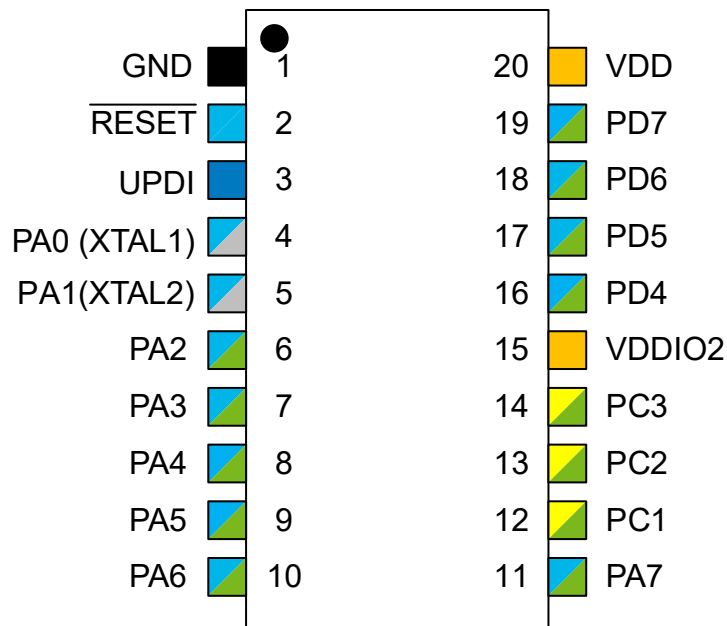 GND 1 20 VDD
RESET 2 19 PD7
UPDI 3 18 PD6
PA0 (XTAL1) 4 17 PD5
PA1(XTAL2) 5 16 PD4
PA2 6 15 VDDIO2
PA3 7 14 PC3
PA4 8 13 PC2
PA5 9 12 PC1
PA6 10 11 PA7